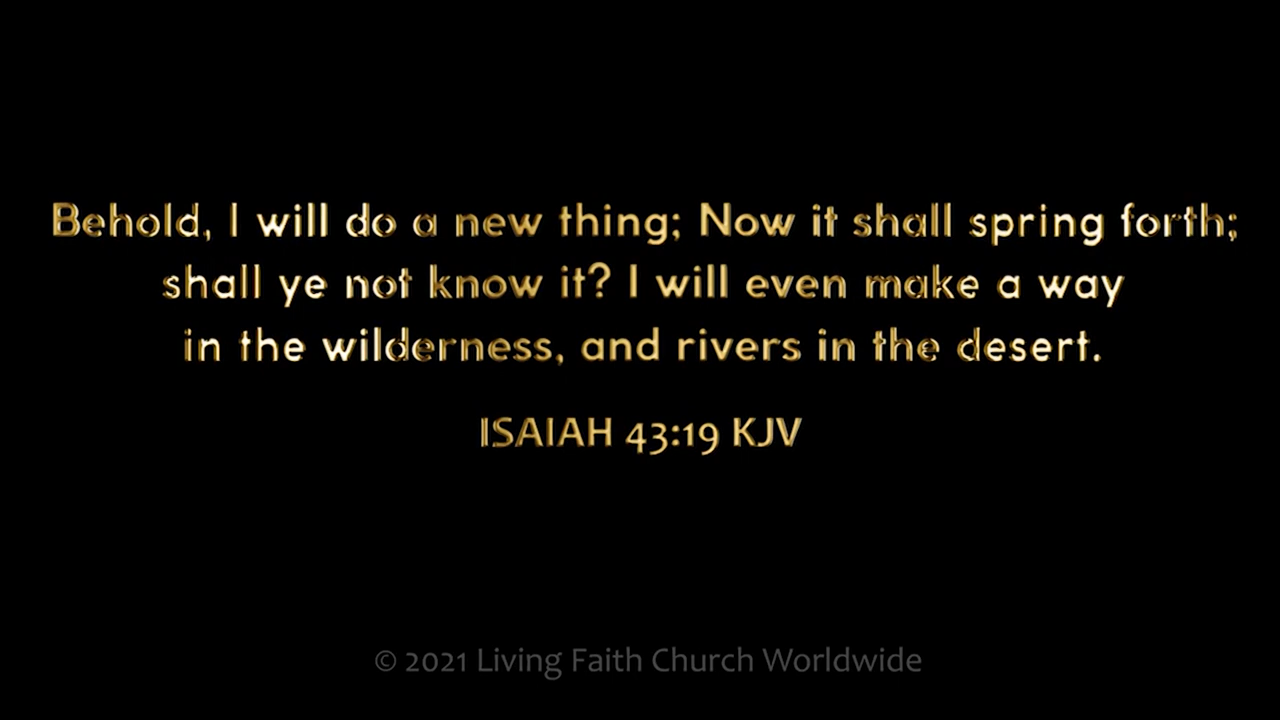 Behold, I will do a new thing; Now it shall spring forth;
shall ye not know it? I will even make a way
in the wilderness, and rivers in the desert.
ISAIAH 43:19 KJV
© 2021 Living Faith Church Worldwide